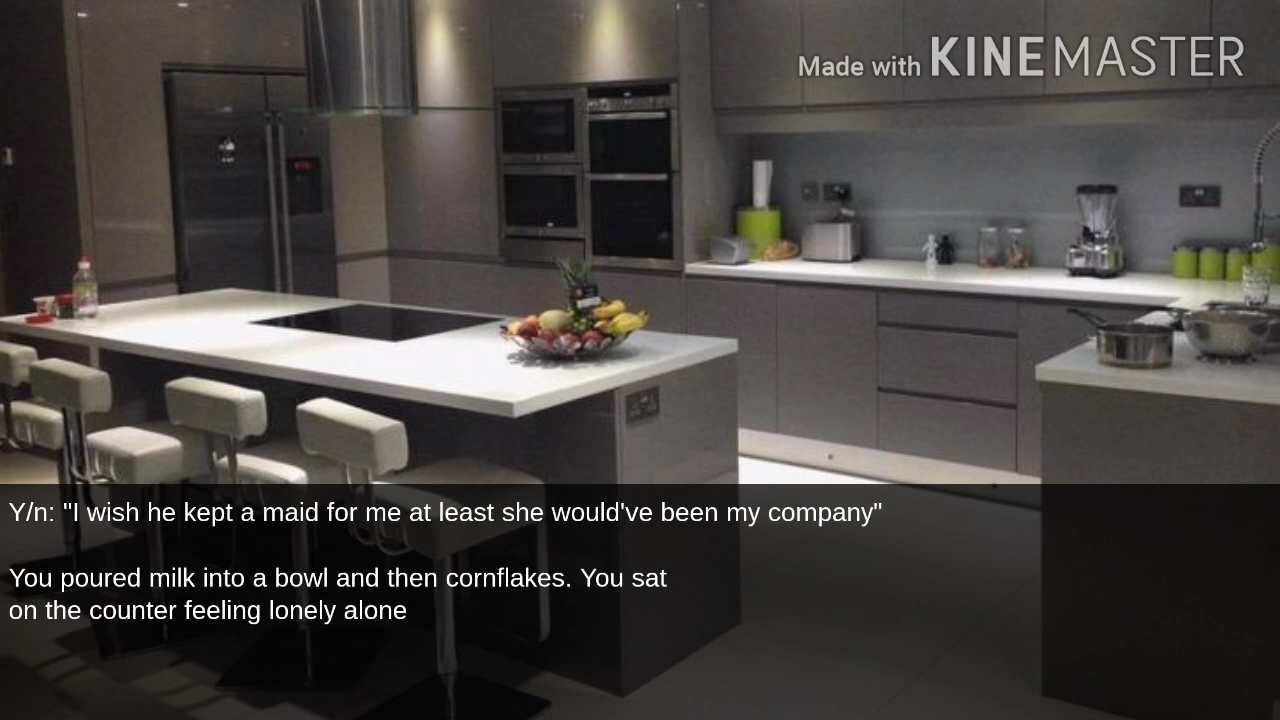 Made with KINEMASTER
Y/n: "I wish he kept a maid for me at least she would've been my company"
You poured milk into a bowl and then cornflakes. You sat
on the counter feeling lonely alone